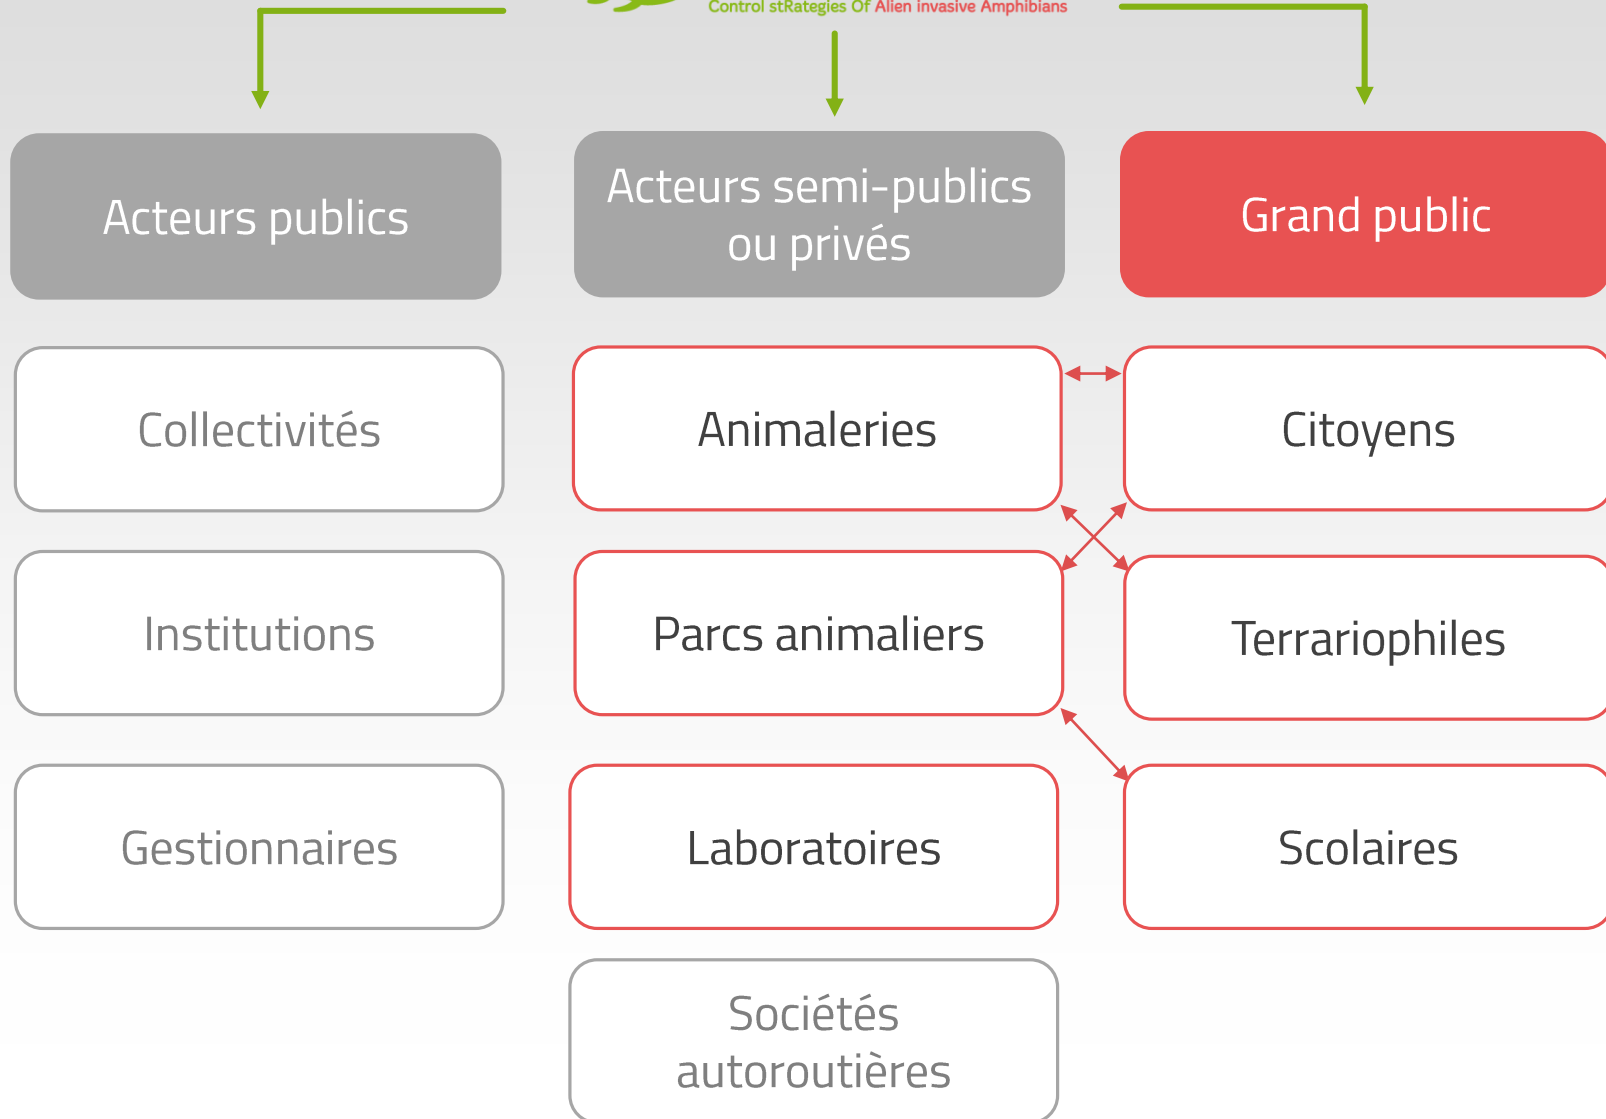 Control stRategies Of Alien invasive Amphibians
Acteurs publics
Acteurs semi-publics
ou privés
Grand public
Collectivités
Animaleries
Citoyens
Institutions
Parcs animaliers
Terrariophiles
Gestionnaires
Laboratoires
Scolaires
Sociétés
autoroutières